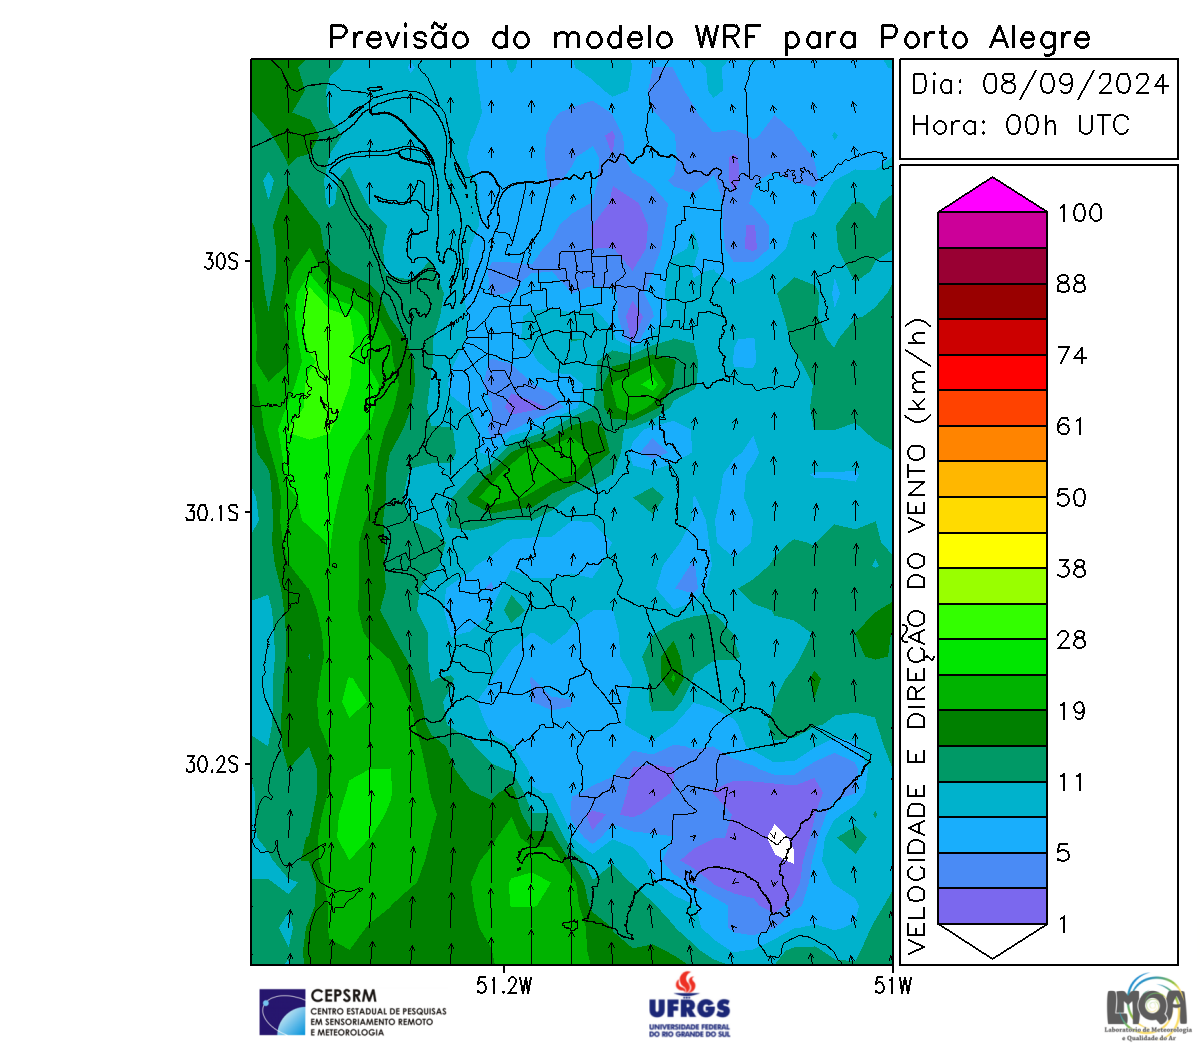 Previsão do modelo WRF para Porto Alegre
Dia: 08/09/2024
Hora: 00h UTC
30S
30.1S
30.2S
51.2W
51W
VELOCIDADE E DIREÇÃO DO VENTO (km/h)
100
88
74
61
50
38
28
19
11
5
1
CEPSRM
CENTRO ESTADUAL DE PESQUISAS
EM SENSORIAMENTO REMOTO
E METEOROLOGIA
UFRGS
UNIVERSIDADE FEDERAL
DO RIO GRANDE DO SUL
LMQA
Laboratório de Meteorologia
e Qualidade do Ar